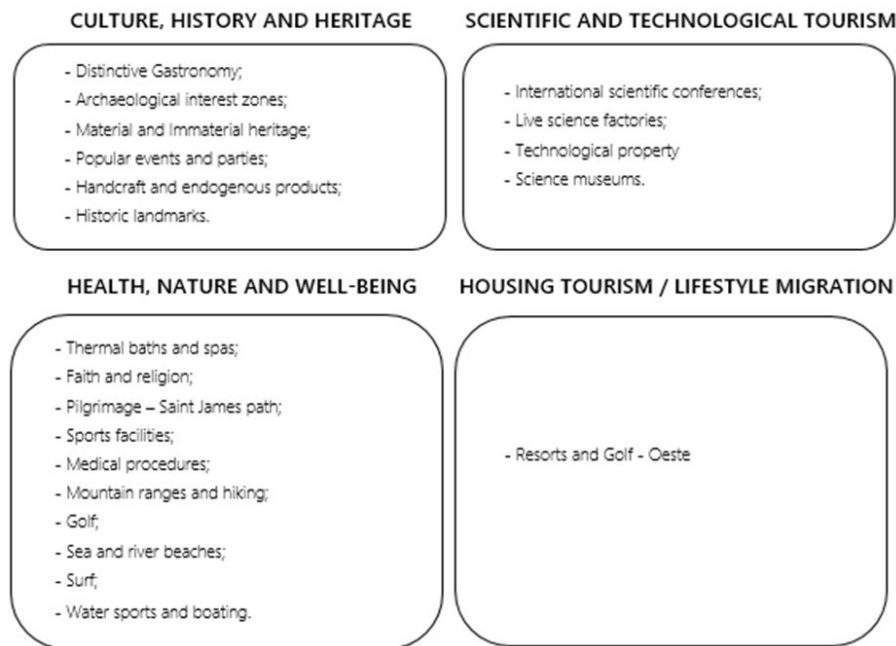 CULTURE, HISTORY AND HERITAGE
- Distinctive Gastronomy;
- Archaeological interest zones;
- Material and Immaterial heritage;
- Popular events and parties;
- Handcraft and endogenous products;
- Historic landmarks.
SCIENTIFIC AND TECHNOLOGICAL TOURISM
- International scientific conferences;
- Live science factories;
- Technological property
- Science museums.
HEALTH, NATURE AND WELL-BEING
- Thermal baths and spas;
- Faith and religion;
- Pilgrimage – Saint James path;
- Sports facilities;
- Medical procedures;
- Mountain ranges and hiking;
- Golf;
- Sea and river beaches;
- Surf;
- Water sports and boating.
HOUSING TOURISM / LIFESTYLE MIGRATION
- Resorts and Golf - Oeste